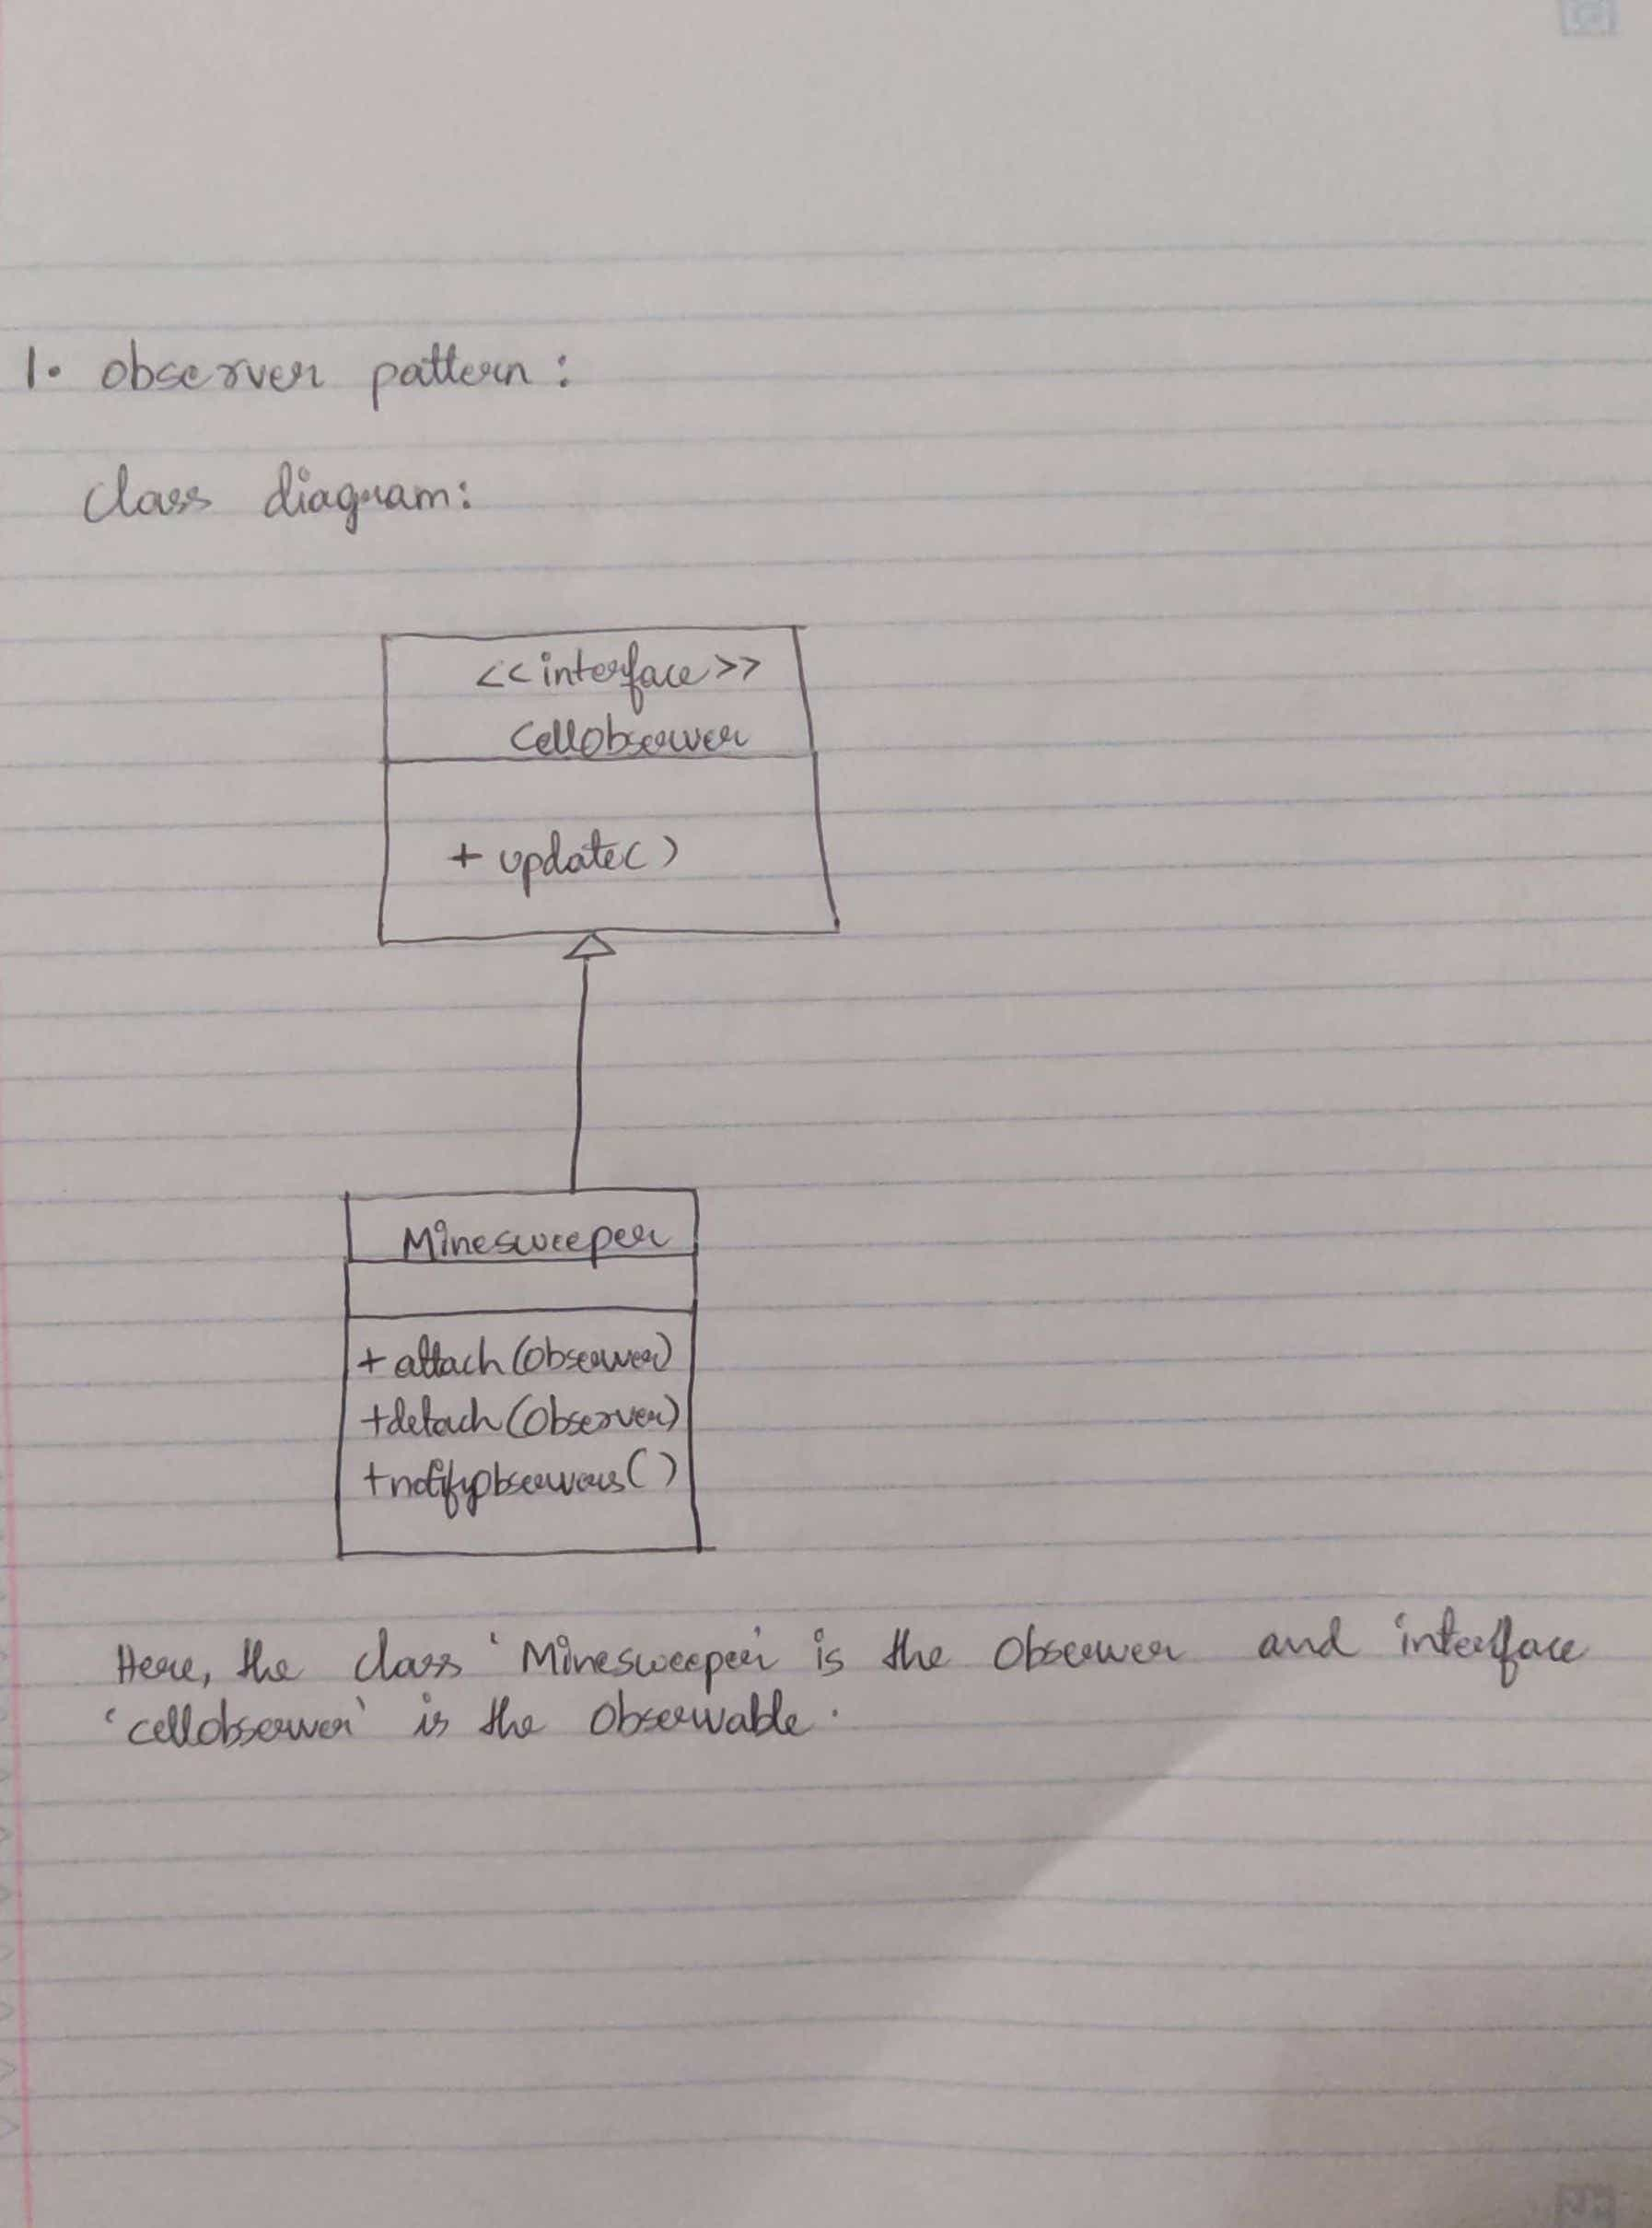 1. observer pattern :
class diagram:
<<interface>>
CellObserver
+ update()
Minesweeper
+ attach(observer)
+detach(observer)
+notifyobservers()
Here, the class 'Minesweeper' is the observer and interface
'cellobserver' is the observable.